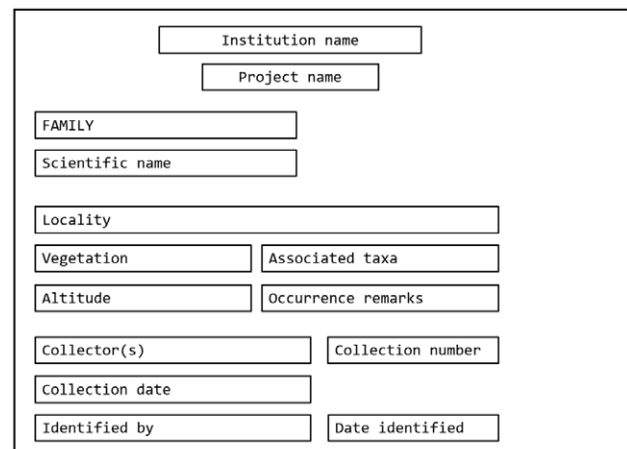 Institution name
Project name
FAMILY
Scientific name
Locality
Vegetation Associated taxa
Altitude Occurrence remarks
Collector(s) Collection number
Collection date
Identified by Date identified